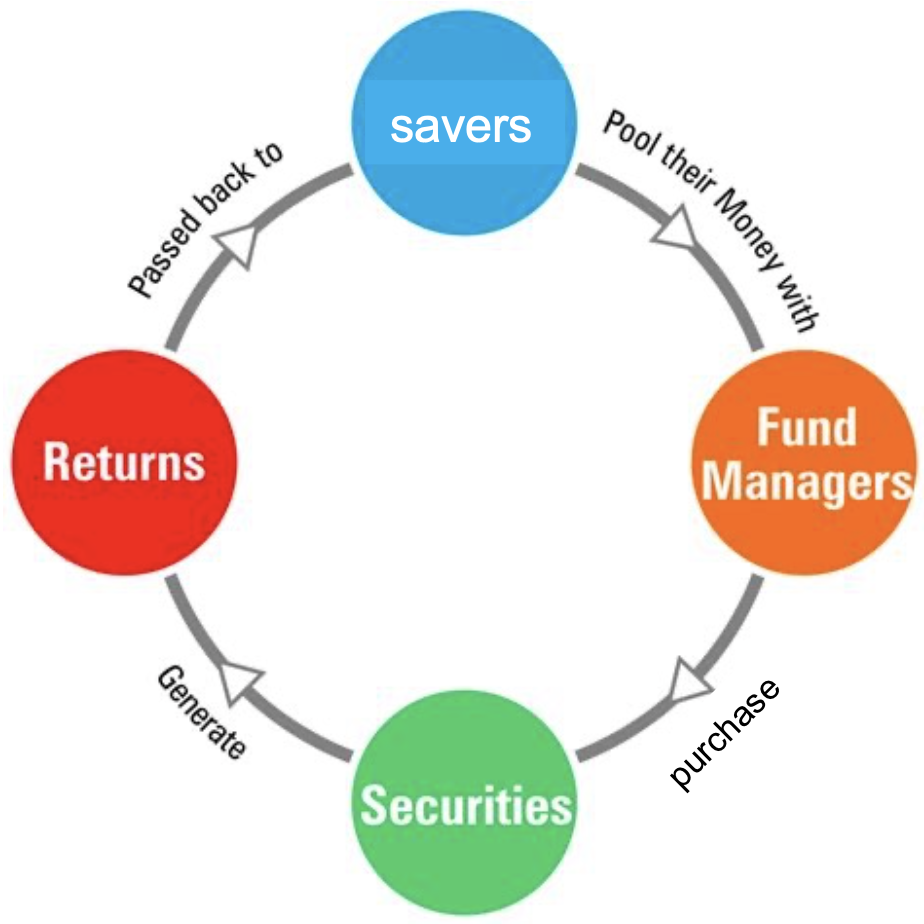 savers
Pool their Money with
Fund
Managers
purchase
Securities
Generate
Returns
Passed back to